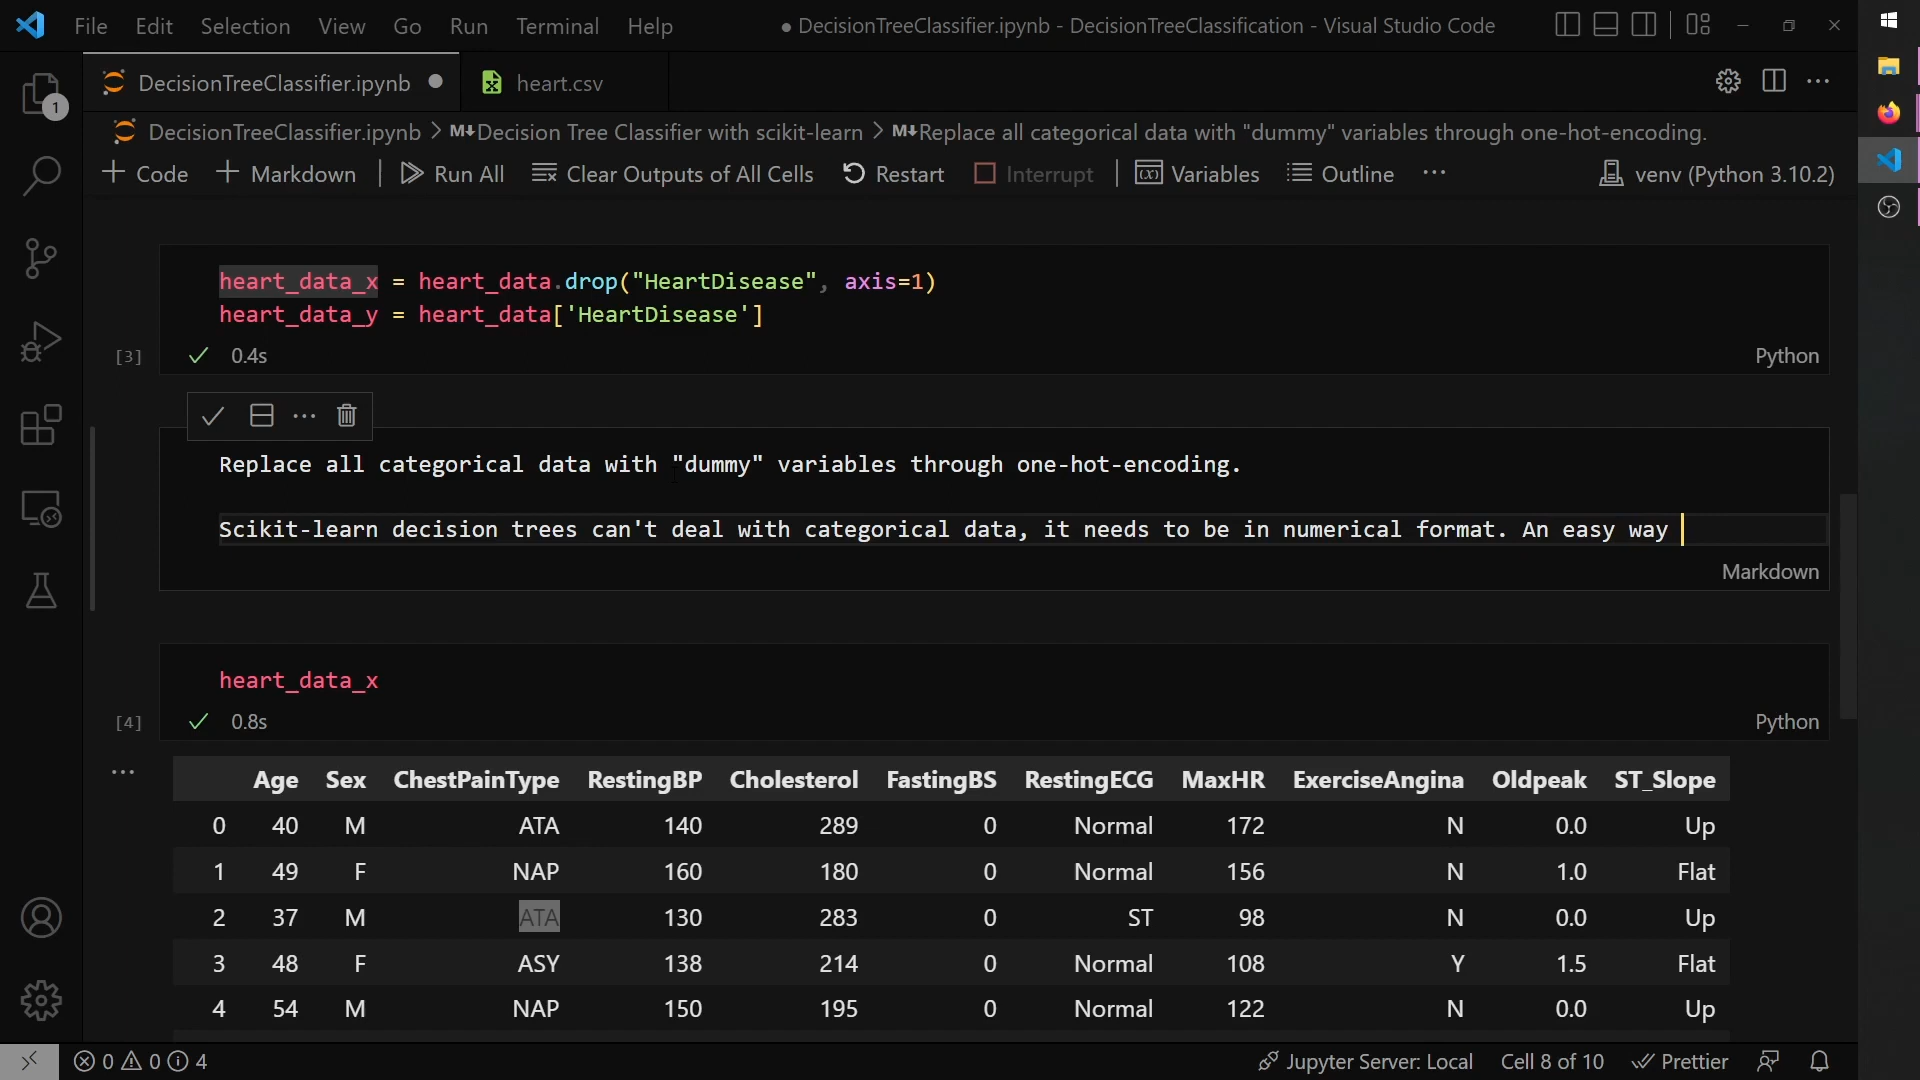 File Edit Selection View Go Run Terminal Help ● DecisionTreeClassifier.ipynb - DecisionTreeClassification - Visual Studio Code
DecisionTreeClassifier.ipynb ● heart.csv
1
DecisionTreeClassifier.ipynb > M↓Decision Tree Classifier with scikit-learn > M↓Replace all categorical data with "dummy" variables through one-hot-encoding.
+ Code + Markdown | Run All Clear Outputs of All Cells Restart Interrupt | Variables Outline ··· venv (Python 3.10.2)
heart_data_x = heart_data.drop("HeartDisease", axis=1)
heart_data_y = heart_data['HeartDisease']
[3] ✓ 0.4s Python
Replace all categorical data with "dummy" variables through one-hot-encoding.
Scikit-learn decision trees can't deal with categorical data, it needs to be in numerical format. An easy way
Markdown
heart_data_x
[4] ✓ 0.8s Python
Age Sex ChestPainType RestingBP Cholesterol FastingBS RestingECG MaxHR ExerciseAngina Oldpeak ST_Slope
0 40 M ATA 140 289 0 Normal 172 N 0.0 Up
1 49 F NAP 160 180 0 Normal 156 N 1.0 Flat
2 37 M ATA 130 283 0 ST 98 N 0.0 Up
3 48 F ASY 138 214 0 Normal 108 Y 1.5 Flat
4 54 M NAP 150 195 0 Normal 122 N 0.0 Up
0 0 4 Jupyter Server: Local Cell 8 of 10 Prettier